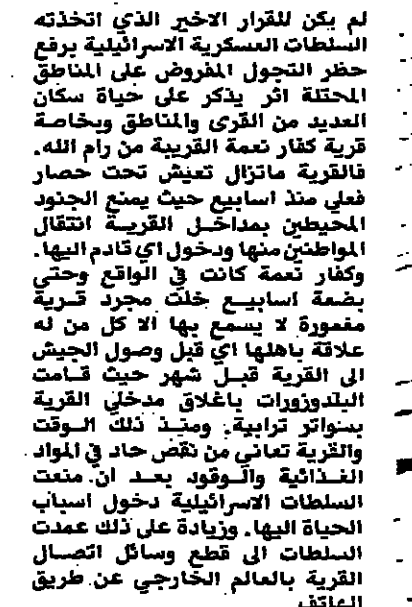 لم يكن للقرار الاخير الذي اتخذته
السلطات العسكرية الاسرائيلية برفع
حظر التجول المفروض على المناطق
المحتلة اثر يذكر على حياة سكان
العديد من القرى والمناطق وبخاصة
قرية كفار نعمة القريبة من رام الله.
فالقرية ماتزال تعيش تحت حصار
فعلي منذ اسابيع حيث يمنع الجنود
المحيطين بمداخل القرية انتقال
المواطنين منها ودخول اي قادم اليها.
وكفار نعمة كانت في الواقع وحتى
بضعة اسابيع خلت مجرد قرية
مغمورة لا يسمع بها الا كل من له
علاقة باهلها اي قبل وصول الجيش
الى القرية قبل شهر حيث قامت
البلدوزورات باغلاق مدخلي القرية
بسواتر ترابية. ومنذ ذلك الوقت
والقرية تعاني من نقص حاد في المواد
الغذائية والوقود بعد ان منعت
السلطات الاسرائيلية دخول اسباب
الحياة اليها. وزيادة على ذلك عمدت
السلطات الى قطع وسائل اتصال
القرية بالعالم الخارجي عن طريق
الهاتف